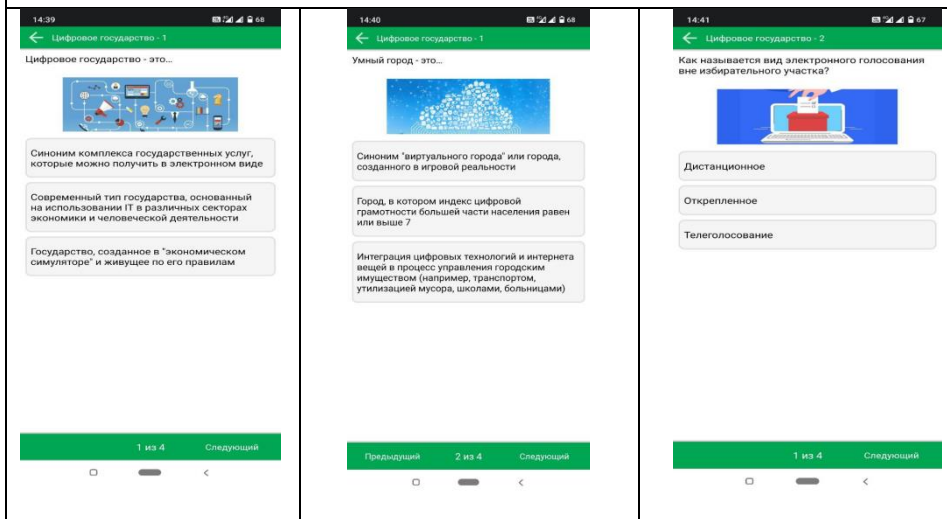 14:39
68
Цифровое государство - 1
Цифровое государство - это...
Синоним комплекса государственных услуг,
которые можно получить в электронном виде
Современный тип государства, основанный
на использовании IT в различных секторах
экономики и человеческой деятельности
Государство, созданное в "экономическом
симуляторе" и живущее по его правилам
1 из 4
Следующий
14:40
68
Цифровое государство - 1
Умный город - это...
Синоним "виртуального города" или города,
созданного в игровой реальности
Город, в котором индекс цифровой
грамотности большей части населения равен
или выше 7
Интеграция цифровых технологий и интернета
вещей в процесс управления городским
имуществом (например, транспортом,
утилизацией мусора, школами, больницами)
Предыдущий
2 из 4
Следующий
14:41
67
Цифровое государство - 2
Как называется вид электронного голосования
вне избирательного участка?
Дистанционное
Открепленное
Телеголосование
1 из 4
Следующий